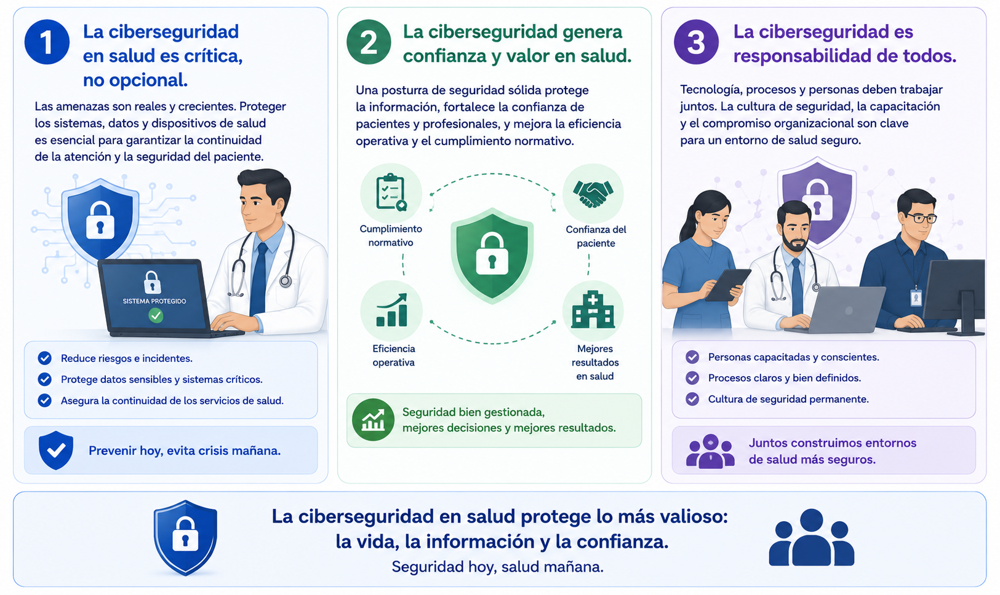 1
La ciberseguridad
en salud es crítica,
no opcional.
Las amenazas son reales y crecientes. Proteger
los sistemas, datos y dispositivos de salud
es esencial para garantizar la continuidad
de la atención y la seguridad del paciente.
SISTEMA PROTEGIDO
Reduce riesgos e incidentes.
Protege datos sensibles y sistemas críticos.
Asegura la continuidad de los servicios de salud.
Prevenir hoy, evita crisis mañana.
2
La ciberseguridad genera
confianza y valor en salud.
Una posturra de seguridad sólida protege
la información, fortalece la confianza de
pacientes y profesionales, y mejora la eficiencia
operativa y el cumplimiento normativo.
Cumplimiento
normativo
Confianza del
paciente
Eficiencia
operativa
Mejores
resultados
en salud
Seguridad bien gestionada,
mejores decisiones y mejores resultados.
3
La ciberseguridad es
responsabilidad de todos.
Tecnología, procesos y personas deben trabajar
juntos. La cultura de seguridad, la capacitación
y el compromiso organizacional son clave
para un entorno de salud seguro.
Personas capacitadas y conscientes.
Procesos claros y bien definidos.
Cultura de seguridad permanente.
Juntos construimos entornos
de salud más seguros.
La ciberseguridad en salud protege lo más valioso:
la vida, la información y la confianza.
Seguridad hoy, salud mañana.